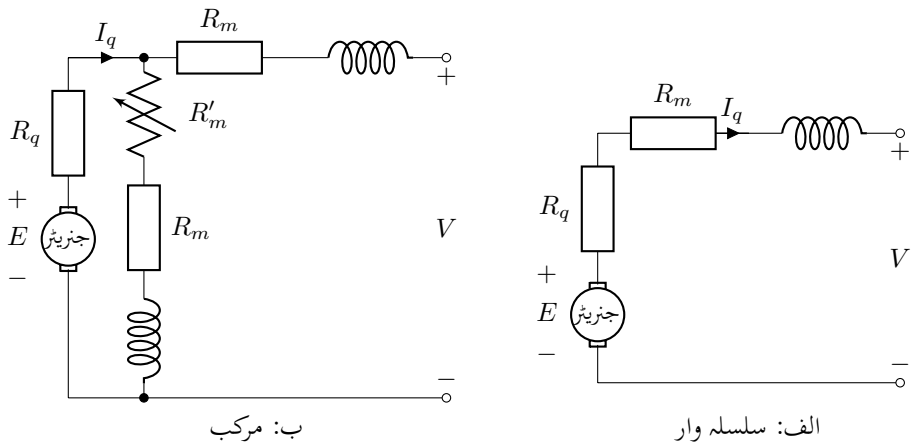 I_q
R_m
R_q
R'_m
+
E
جنریٹر
−
R_m
V
+
−
ب: مرکب
R_m
I_q
R_q
+
E
جنریٹر
−
+
V
−
الف: سلسلہ وار